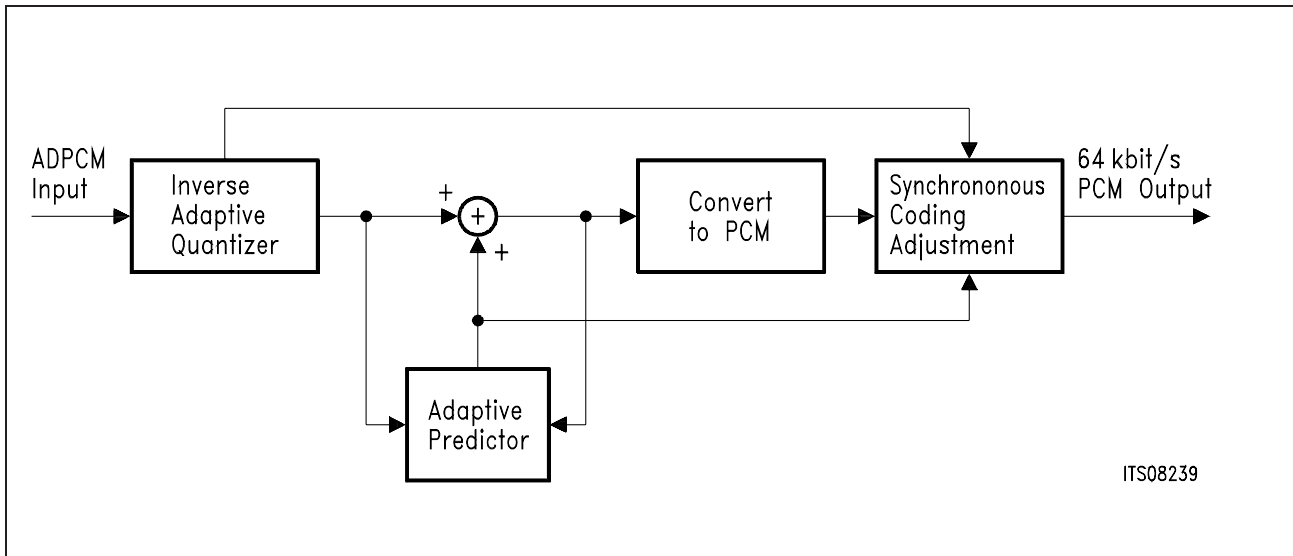 ADPCM
Input
Inverse
Adaptive
Quantizer
+
+
+
Convert
to PCM
Synchrononous
Coding
Adjustment
64 kbit/s
PCM Output
Adaptive
Predictor
ITS08239